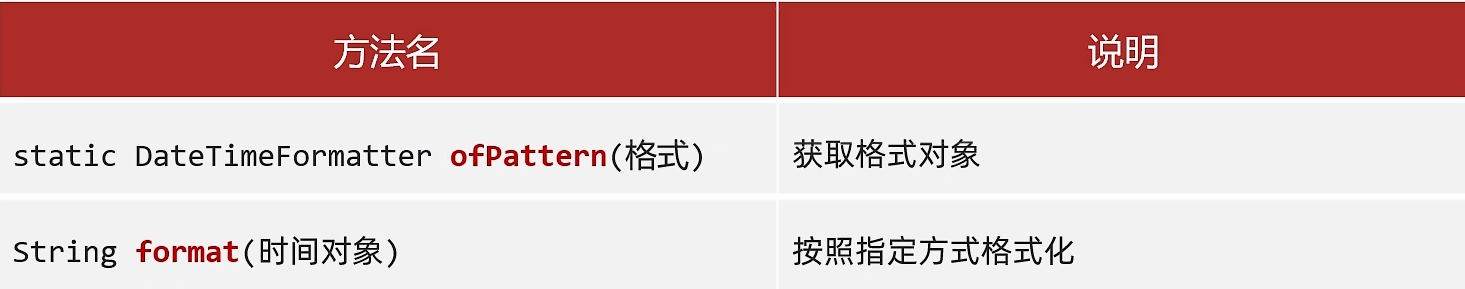 方法名 说明
static DateTimeFormatter ofPattern(格式) 获取格式对象
String format(时间对象) 按照指定方式格式化